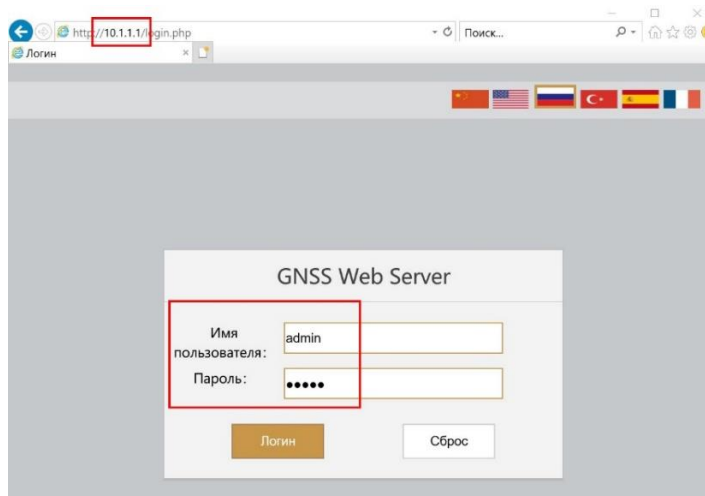 http://10.1.1.1/login.php
Поиск...
Логин
GNSS Web Server
Имя
пользователя:
admin
Пароль:
•••••
Логин
Сброс